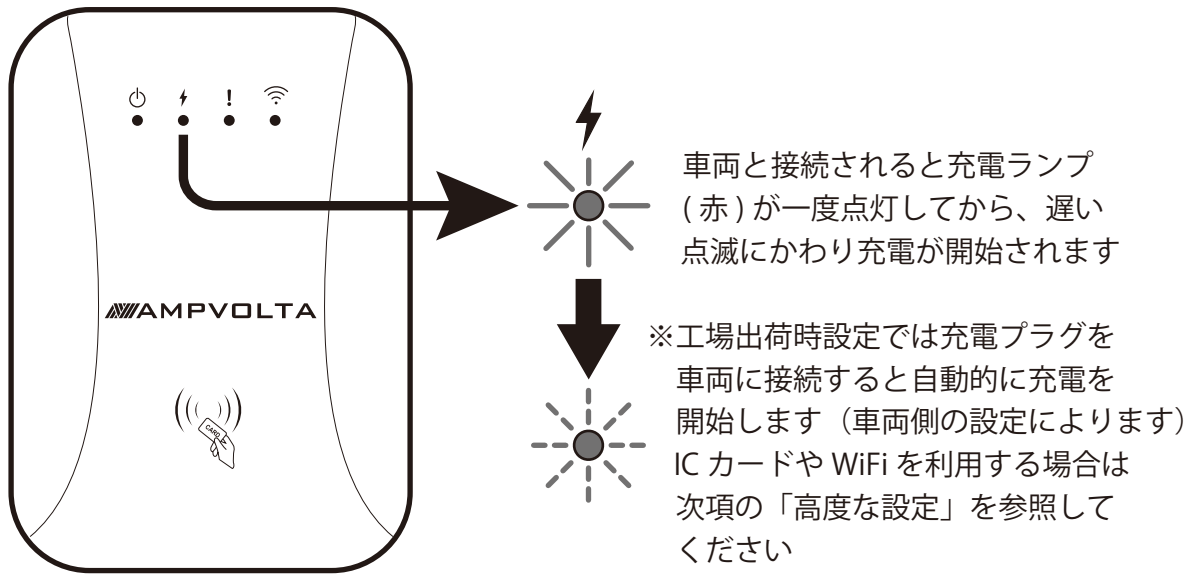 !
AMPVOLTA
CARD
車両と接続されると充電ランプ
( 赤 ) が一度点灯してから、遅い
点滅にかわり充電が開始されます
※工場出荷時設定では充電プラグを
車両に接続すると自動的に充電を
開始します（車両側の設定によります）
IC カードや WiFi を利用する場合は
次項の「高度な設定」を参照して
ください